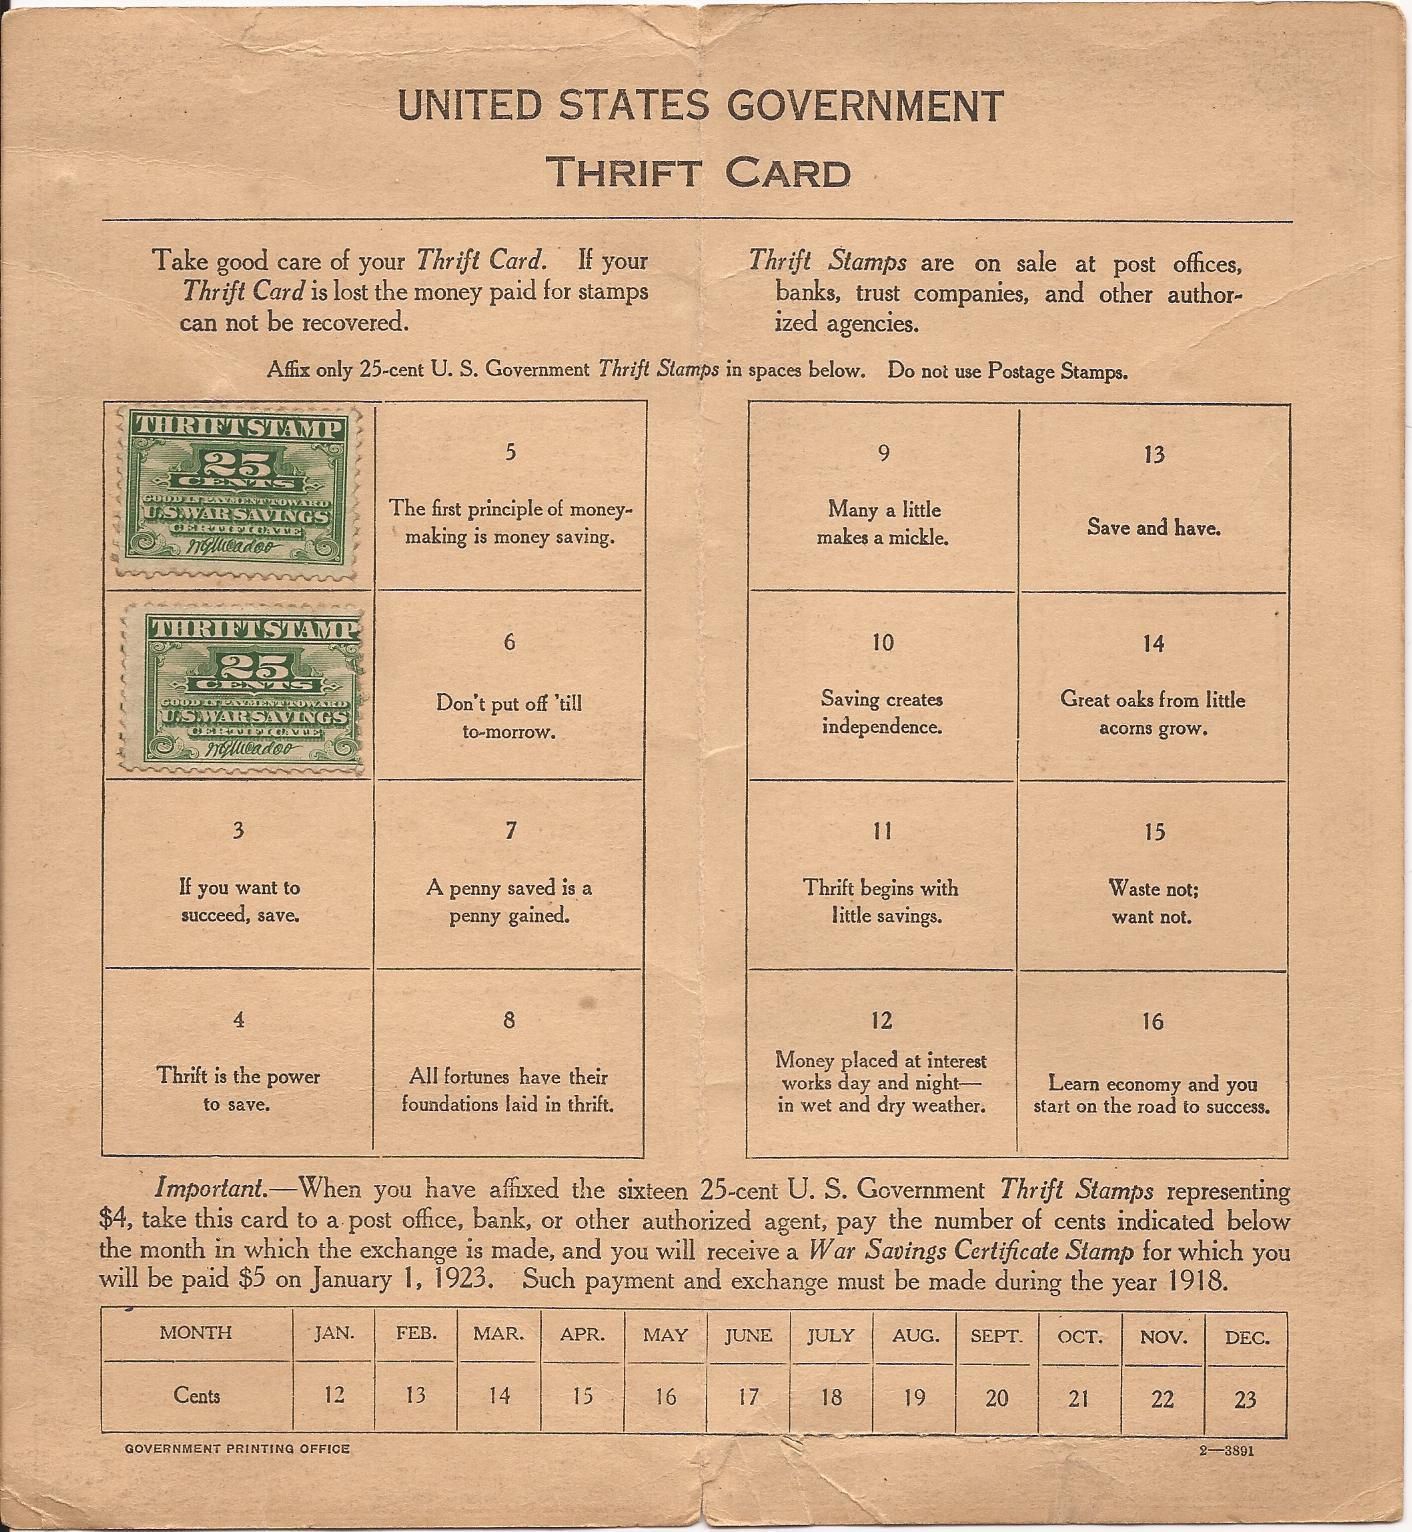 UNITED STATES GOVERNMENT
THRIFT CARD
Take good care of your Thrift Card. If your
Thrift Card is lost the money paid for stamps
can not be recovered.
Thrift Stamps are on sale at post offices,
banks, trust companies, and other author-
ized agencies.
Affix only 25-cent U. S. Government Thrift Stamps in spaces below. Do not use Postage Stamps.
THRIFT STAMP
25
CENTS
GOOD IN PAYMENT TOWARD
U.S. WAR SAVINGS
CERTIFICATE
W G McAdoo
THRIFT STAMP
25
CENTS
GOOD IN PAYMENT TOWARD
U.S. WAR SAVINGS
CERTIFICATE
W G McAdoo
3
If you want to
succeed, save.
4
Thrift is the power
to save.
5
The first principle of money-
making is money saving.
6
Don't put off 'till
to-morrow.
7
A penny saved is a
penny gained.
8
All fortunes have their
foundations laid in thrift.
9
Many a little
makes a mickle.
10
Saving creates
independence.
11
Thrift begins with
little savings.
12
Money placed at interest
works day and night—
in wet and dry weather.
13
Save and have.
14
Great oaks from little
acorns grow.
15
Waste not;
want not.
16
Learn economy and you
start on the road to success.
Important.—When you have affixed the sixteen 25-cent U. S. Government Thrift Stamps representing
$4, take this card to a post office, bank, or other authorized agent, pay the number of cents indicated below
the month in which the exchange is made, and you will receive a War Savings Certificate Stamp for which you
will be paid $5 on January 1, 1923. Such payment and exchange must be made during the year 1918.
MONTH JAN. FEB. MAR. APR. MAY JUNE JULY AUG. SEPT. OCT. NOV. DEC.
Cents 12 13 14 15 16 17 18 19 20 21 22 23
GOVERNMENT PRINTING OFFICE 2—3891